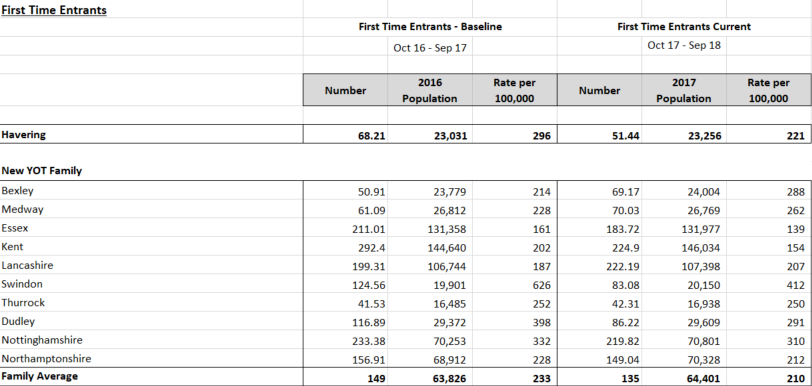 First Time Entrants
First Time Entrants - Baseline First Time Entrants Current
Oct 16 - Sep 17 Oct 17 - Sep 18
Number 2016 Population Rate per 100,000 Number 2017 Population Rate per 100,000
Havering 68.21 23,031 296 51.44 23,256 221
New YOT Family
Bexley 50.91 23,779 214 69.17 24,004 288
Medway 61.09 26,812 228 70.03 26,769 262
Essex 211.01 131,358 161 183.72 131,977 139
Kent 292.4 144,640 202 224.9 146,034 154
Lancashire 199.31 106,744 187 222.19 107,398 207
Swindon 124.56 19,901 626 83.08 20,150 412
Thurrock 41.53 16,485 252 42.31 16,938 250
Dudley 116.89 29,372 398 86.22 29,609 291
Nottinghamshire 233.38 70,253 332 219.82 70,801 310
Northamptonshire 156.91 68,912 228 149.04 70,328 212
Family Average 149 63,826 233 135 64,401 210